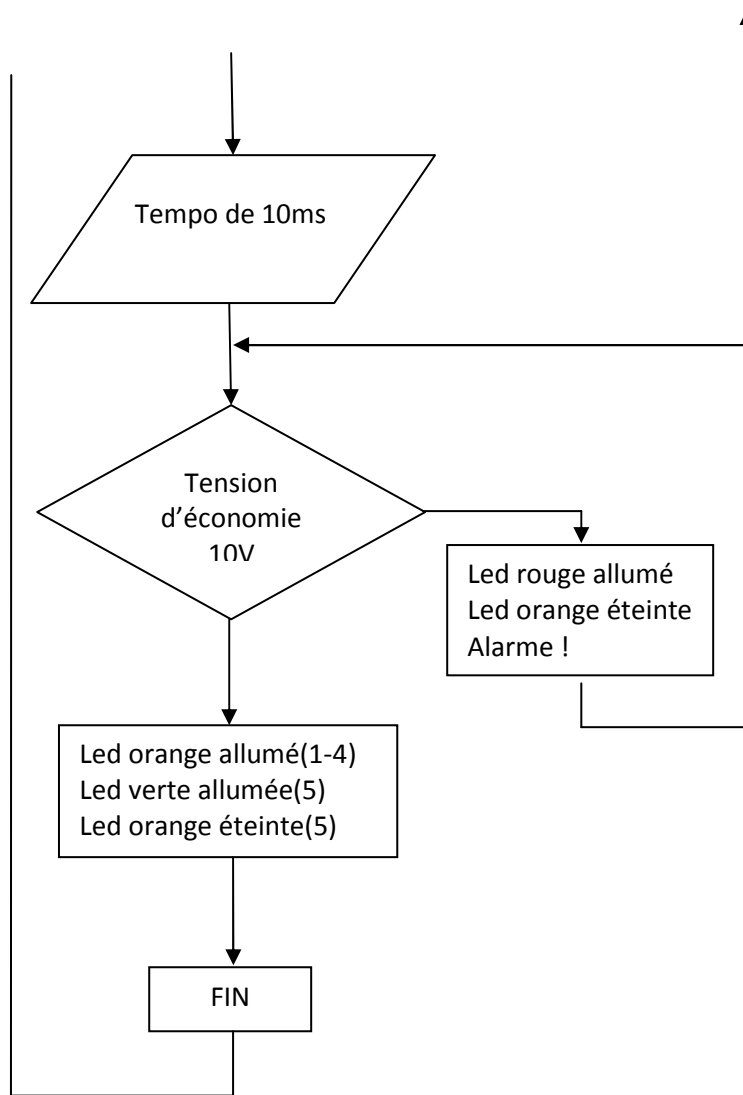 Tempo de 10ms
Tension
d’économie
10V
Led rouge allumé
Led orange éteinte
Alarme !
Led orange allumé(1-4)
Led verte allumée(5)
Led orange éteinte(5)
FIN